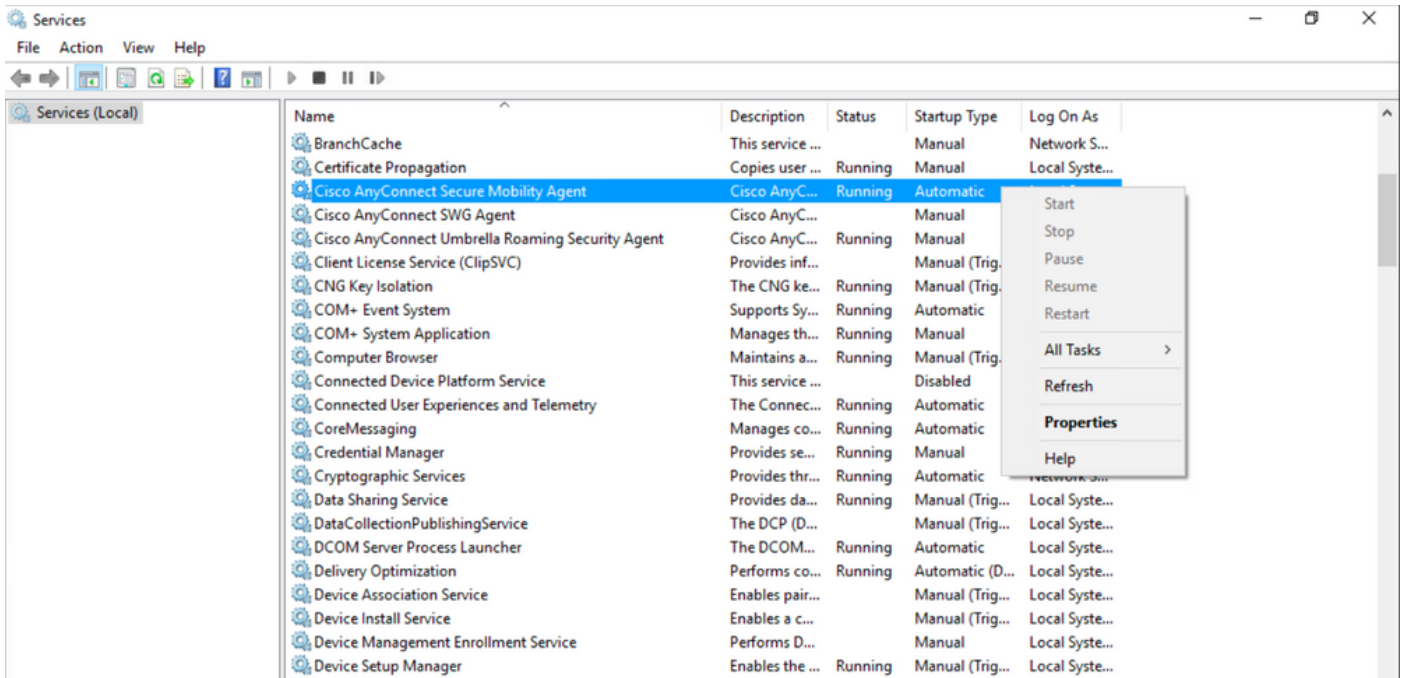 Services
File Action View Help
Services (Local)
Name Description Status Startup Type Log On As
BranchCache This service ... Manual Network S...
Certificate Propagation Copies user ... Running Manual Local Syste...
Cisco AnyConnect Secure Mobility Agent Cisco AnyC... Running Automatic
Start
Cisco AnyConnect SWG Agent Cisco AnyC... Manual
Stop
Cisco AnyConnect Umbrella Roaming Security Agent Cisco AnyC... Running Manual
Pause
Client License Service (ClipSVC) Provides inf... Manual (Trig.
Resume
CNG Key Isolation The CNG ke... Running Manual (Trig.
Restart
COM+ Event System Supports Sy... Running Automatic
COM+ System Application Manages th... Running Manual
All Tasks
Computer Browser Maintains a... Running Manual (Trig.
Refresh
Connected Device Platform Service This service ... Disabled
Connected User Experiences and Telemetry The Connec... Running Automatic
Properties
CoreMessaging Manages co... Running Automatic
Credential Manager Provides se... Running Manual
Help
Cryptographic Services Provides thr... Running Automatic
Data Sharing Service Provides da... Running Manual (Trig... Local Syste...
DataCollectionPublishingService The DCP (D... Manual (Trig... Local Syste...
DCOM Server Process Launcher The DCOM... Running Automatic Local Syste...
Delivery Optimization Performs co... Running Automatic (D... Local Syste...
Device Association Service Enables pair... Manual (Trig... Local Syste...
Device Install Service Enables a c... Manual (Trig... Local Syste...
Device Management Enrollment Service Performs D... Manual Local Syste...
Device Setup Manager Enables the ... Running Manual (Trig... Local Syste...